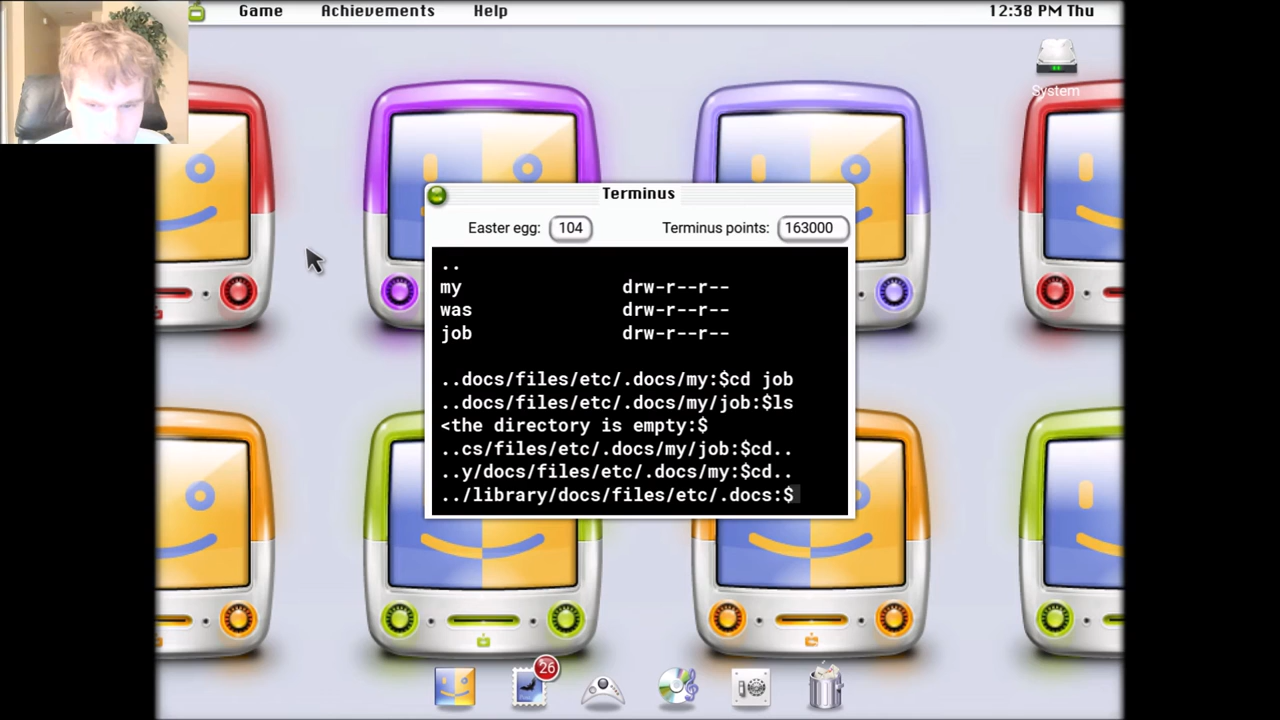 Game Achievements Help 12:38 PM Thu
System
Terminus
Easter egg: 104 Terminus points: 163000
..
my drw-r--r--
was drw-r--r--
job drw-r--r--
..docs/files/etc/.docs/my:$cd job
..docs/files/etc/.docs/my/job:$ls
<the directory is empty:$
..cs/files/etc/.docs/my/job:$cd..
..y/docs/files/etc/.docs/my:$cd..
../library/docs/files/etc/.docs:$
26